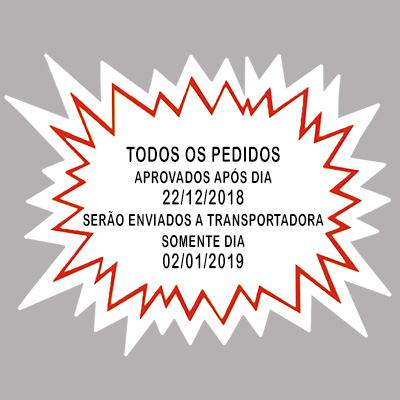 TODOS OS PEDIDOS
APROVADOS APÓS DIA
22/12/2018
SERÃO ENVIADOS A TRANSPORTADORA
SOMENTE DIA
02/01/2019